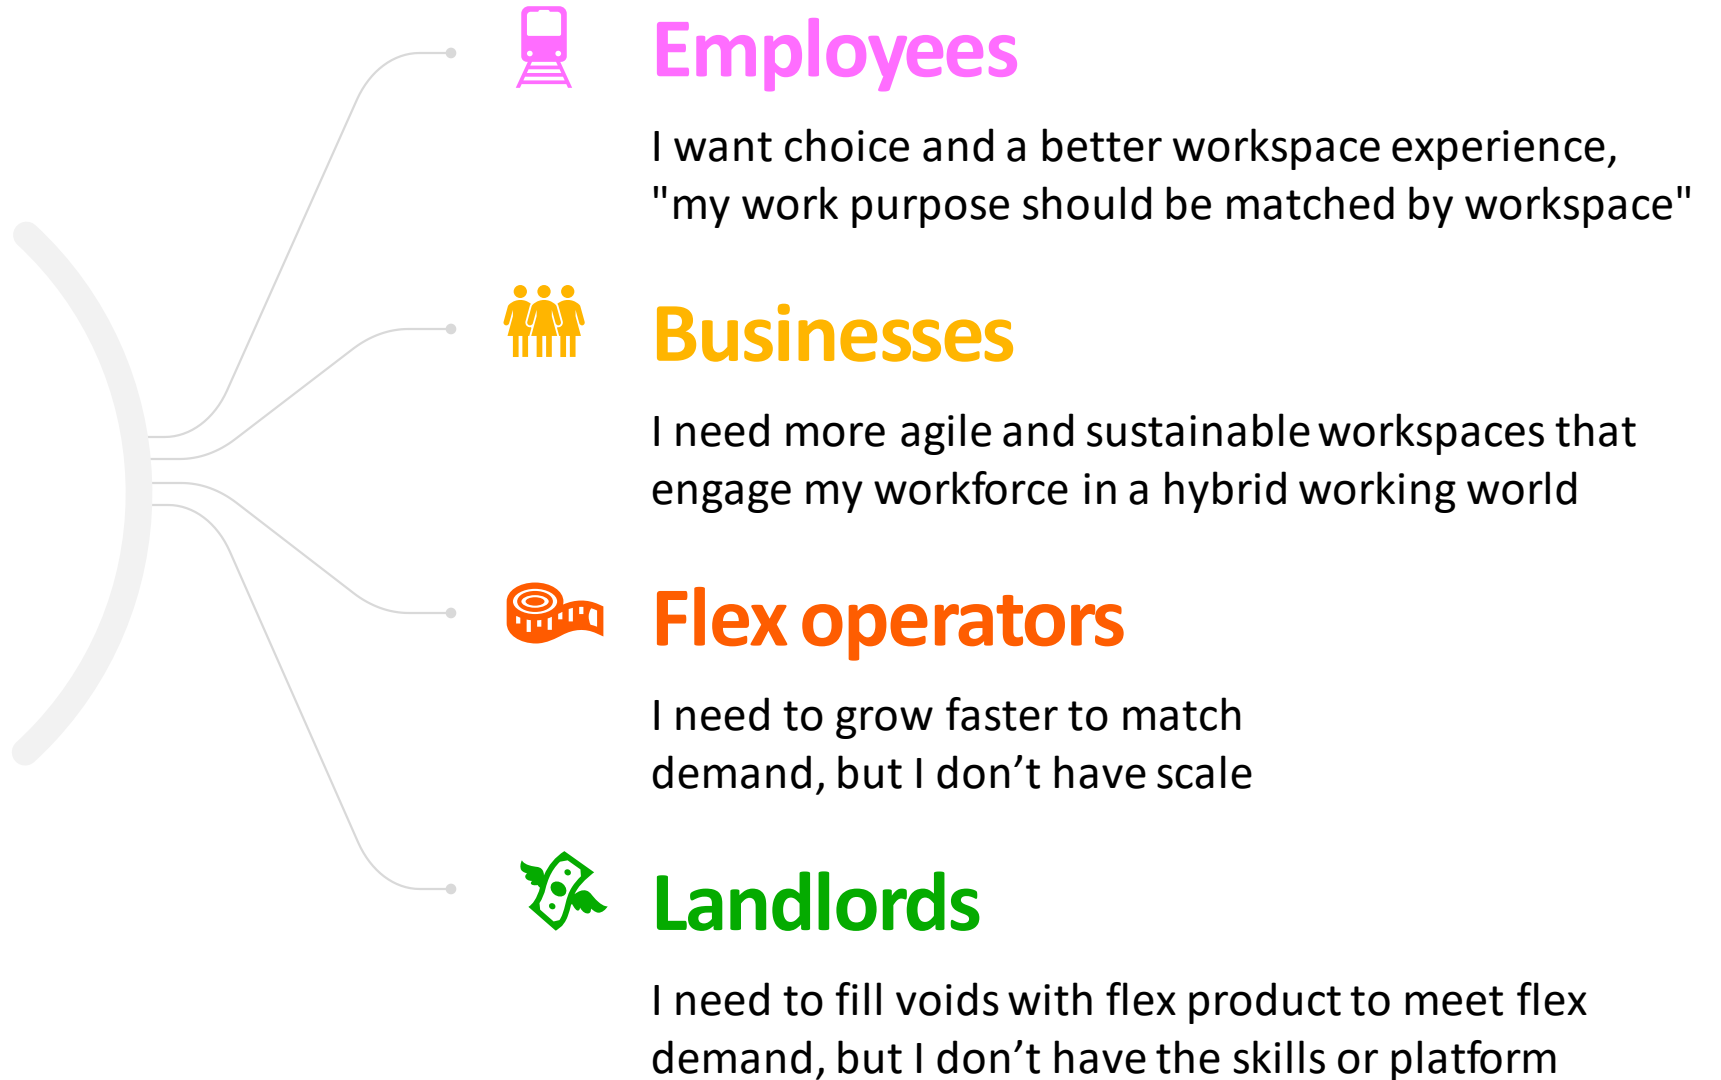 Employees
I want choice and a better workspace experience,
"my work purpose should be matched by workspace"
Businesses
I need more agile and sustainable workspaces that
engage my workforce in a hybrid working world
Flex operators
I need to grow faster to match
demand, but I don’t have scale
Landlords
I need to fill voids with flex product to meet flex
demand, but I don’t have the skills or platform